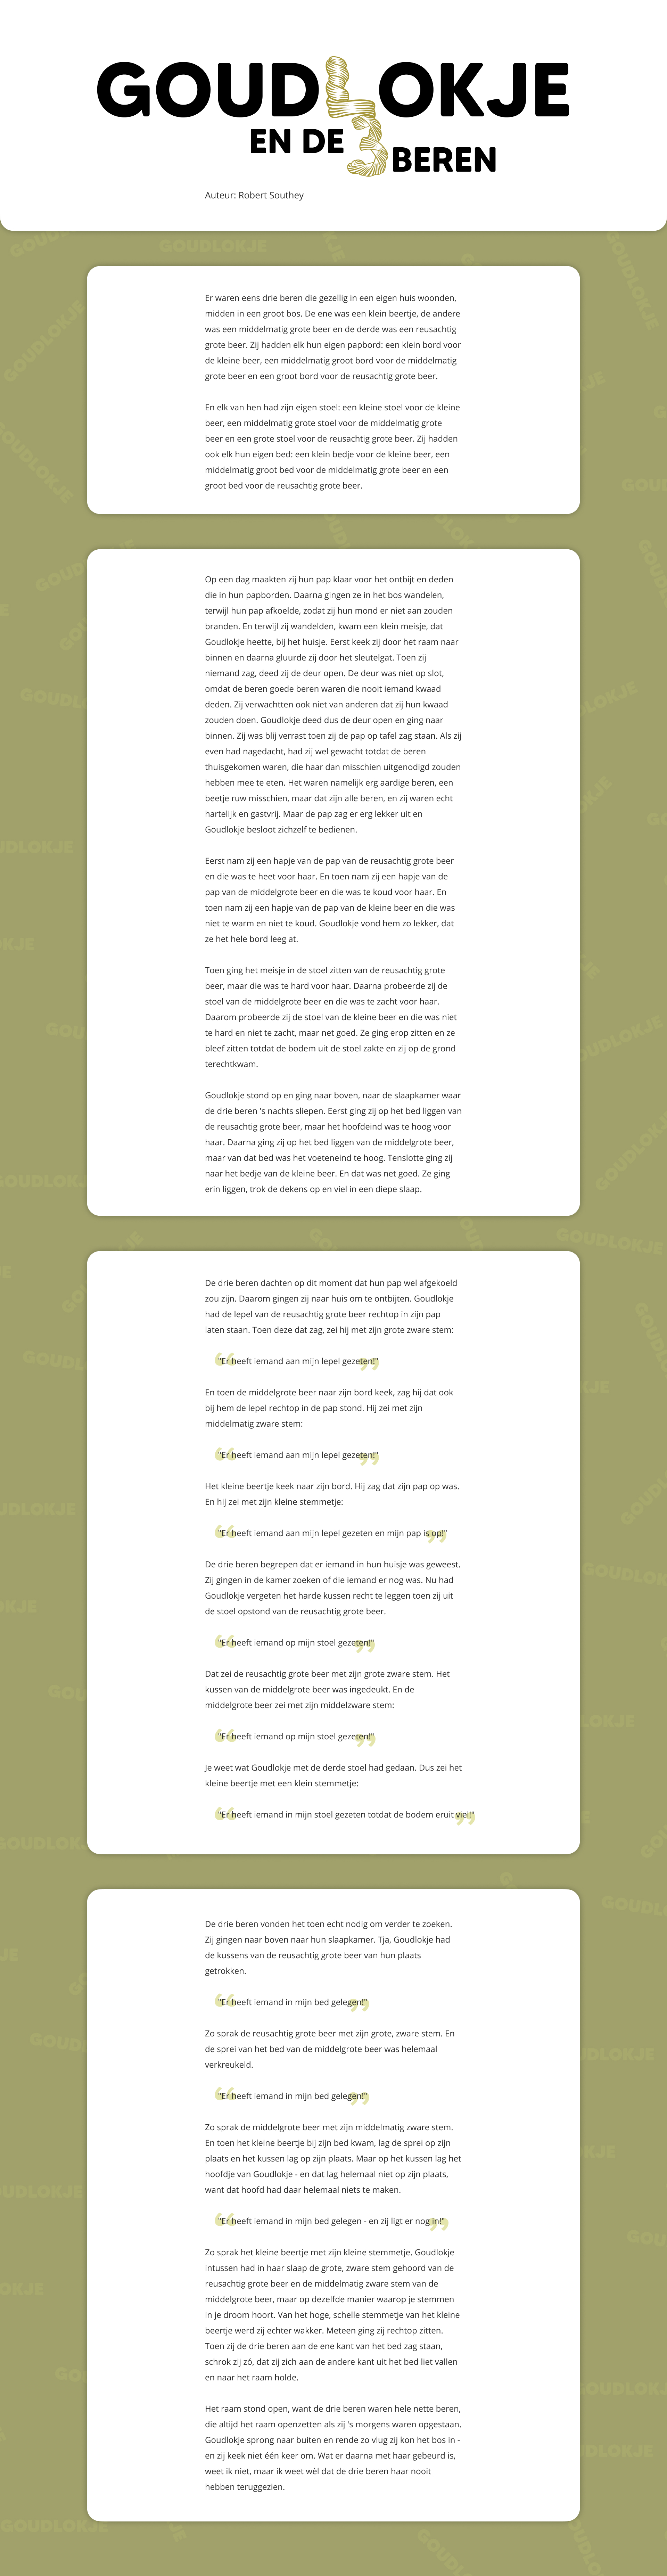 GOUDLOKJE
EN DE 3 BEREN
Auteur: Robert Southey
Er waren eens drie beren die gezellig in een eigen huis woonden,
midden in een groot bos. De ene was een klein beertje, de andere
was een middelmatig grote beer en de derde was een reusachtig
grote beer. Zij hadden elk hun eigen papbord: een klein bord voor
de kleine beer, een middelmatig groot bord voor de middelmatig
grote beer en een groot bord voor de reusachtig grote beer.
En elk van hen had zijn eigen stoel: een kleine stoel voor de kleine
beer, een middelmatig grote stoel voor de middelmatig grote
beer en een grote stoel voor de reusachtig grote beer. Zij hadden
ook elk hun eigen bed: een klein bedje voor de kleine beer, een
middelmatig groot bed voor de middelmatig grote beer en een
groot bed voor de reusachtig grote beer.
Op een dag maakten zij hun pap klaar voor het ontbijt en deden
die in hun papborden. Daarna gingen ze in het bos wandelen,
terwijl hun pap afkoelde, zodat zij hun mond er niet aan zouden
branden. En terwijl zij wandelden, kwam een klein meisje, dat
Goudlokje heette, bij het huisje. Eerst keek zij door het raam naar
binnen en daarna gluurde zij door het sleutelgat. Toen zij
niemand zag, deed zij de deur open. De deur was niet op slot,
omdat de beren goede beren waren die nooit iemand kwaad
deden. Zij verwachtten ook niet van anderen dat zij hun kwaad
zouden doen. Goudlokje deed dus de deur open en ging naar
binnen. Zij was blij verrast toen zij de pap op tafel zag staan. Als zij
even had nagedacht, had zij wel gewacht totdat de beren
thuisgekomen waren, die haar dan misschien uitgenodigd zouden
hebben mee te eten. Het waren namelijk erg aardige beren, een
beetje ruw misschien, maar dat zijn alle beren, en zij waren echt
hartelijk en gastvrij. Maar de pap zag er erg lekker uit en
Goudlokje besloot zichzelf te bedienen.
Eerst nam zij een hapje van de pap van de reusachtig grote beer
en die was te heet voor haar. En toen nam zij een hapje van de
pap van de middelgrote beer en die was te koud voor haar. En
toen nam zij een hapje van de pap van de kleine beer en die was
niet te warm en niet te koud. Goudlokje vond hem zo lekker, dat
ze het hele bord leeg at.
Toen ging het meisje in de stoel zitten van de reusachtig grote
beer, maar die was te hard voor haar. Daarna probeerde zij de
stoel van de middelgrote beer en die was te zacht voor haar.
Daarom probeerde zij de stoel van de kleine beer en die was niet
te hard en niet te zacht, maar net goed. Ze ging erop zitten en ze
bleef zitten totdat de bodem uit de stoel zakte en zij op de grond
terechtkwam.
Goudlokje stond op en ging naar boven, naar de slaapkamer waar
de drie beren 's nachts sliepen. Eerst ging zij op het bed liggen van
de reusachtig grote beer, maar het hoofdeind was te hoog voor
haar. Daarna ging zij op het bed liggen van de middelgrote beer,
maar van dat bed was het voeteneind te hoog. Tenslotte ging zij
naar het bedje van de kleine beer. En dat was net goed. Ze ging
erin liggen, trok de dekens op en viel in een diepe slaap.
De drie beren dachten op dit moment dat hun pap wel afgekoeld
zou zijn. Daarom gingen zij naar huis om te ontbijten. Goudlokje
had de lepel van de reusachtig grote beer rechtop in zijn pap
laten staan. Toen deze dat zag, zei hij met zijn grote zware stem:
"Er heeft iemand aan mijn lepel gezeten!"
En toen de middelgrote beer naar zijn bord keek, zag hij dat ook
bij hem de lepel rechtop in de pap stond. Hij zei met zijn
middelmatig zware stem:
"Er heeft iemand aan mijn lepel gezeten!"
Het kleine beertje keek naar zijn bord. Hij zag dat zijn pap op was.
En hij zei met zijn kleine stemmetje:
"Er heeft iemand aan mijn lepel gezeten en mijn pap is op!"
De drie beren begrepen dat er iemand in hun huisje was geweest.
Zij gingen in de kamer zoeken of die iemand er nog was. Nu had
Goudlokje vergeten het harde kussen recht te leggen toen zij uit
de stoel opstond van de reusachtig grote beer.
"Er heeft iemand op mijn stoel gezeten!"
Dat zei de reusachtig grote beer met zijn grote zware stem. Het
kussen van de middelgrote beer was ingedeukt. En de
middelgrote beer zei met zijn middelzware stem:
"Er heeft iemand op mijn stoel gezeten!"
Je weet wat Goudlokje met de derde stoel had gedaan. Dus zei het
kleine beertje met een klein stemmetje:
"Er heeft iemand in mijn stoel gezeten totdat de bodem eruit viel!"
De drie beren vonden het toen echt nodig om verder te zoeken.
Zij gingen naar boven naar hun slaapkamer. Tja, Goudlokje had
de kussens van de reusachtig grote beer van hun plaats
getrokken.
"Er heeft iemand in mijn bed gelegen!"
Zo sprak de reusachtig grote beer met zijn grote, zware stem. En
de sprei van het bed van de middelgrote beer was helemaal
verkreukeld.
"Er heeft iemand in mijn bed gelegen!"
Zo sprak de middelgrote beer met zijn middelmatig zware stem.
En toen het kleine beertje bij zijn bed kwam, lag de sprei op zijn
plaats en het kussen lag op zijn plaats. Maar op het kussen lag het
hoofdje van Goudlokje - en dat lag helemaal niet op zijn plaats,
want dat hoofd had daar helemaal niets te maken.
"Er heeft iemand in mijn bed gelegen - en zij ligt er nog in!"
Zo sprak het kleine beertje met zijn kleine stemmetje. Goudlokje
intussen had in haar slaap de grote, zware stem gehoord van de
reusachtig grote beer en de middelmatig zware stem van de
middelgrote beer, maar op dezelfde manier waarop je stemmen
in je droom hoort. Van het hoge, schelle stemmetje van het kleine
beertje werd zij echter wakker. Meteen ging zij rechtop zitten.
Toen zij de drie beren aan de ene kant van het bed zag staan,
schrok zij zó, dat zij zich aan de andere kant uit het bed liet vallen
en naar het raam holde.
Het raam stond open, want de drie beren waren hele nette beren,
die altijd het raam openzetten als zij 's morgens waren opgestaan.
Goudlokje sprong naar buiten en rende zo vlug zij kon het bos in -
en zij keek niet één keer om. Wat er daarna met haar gebeurd is,
weet ik niet, maar ik weet wèl dat de drie beren haar nooit
hebben teruggezien.